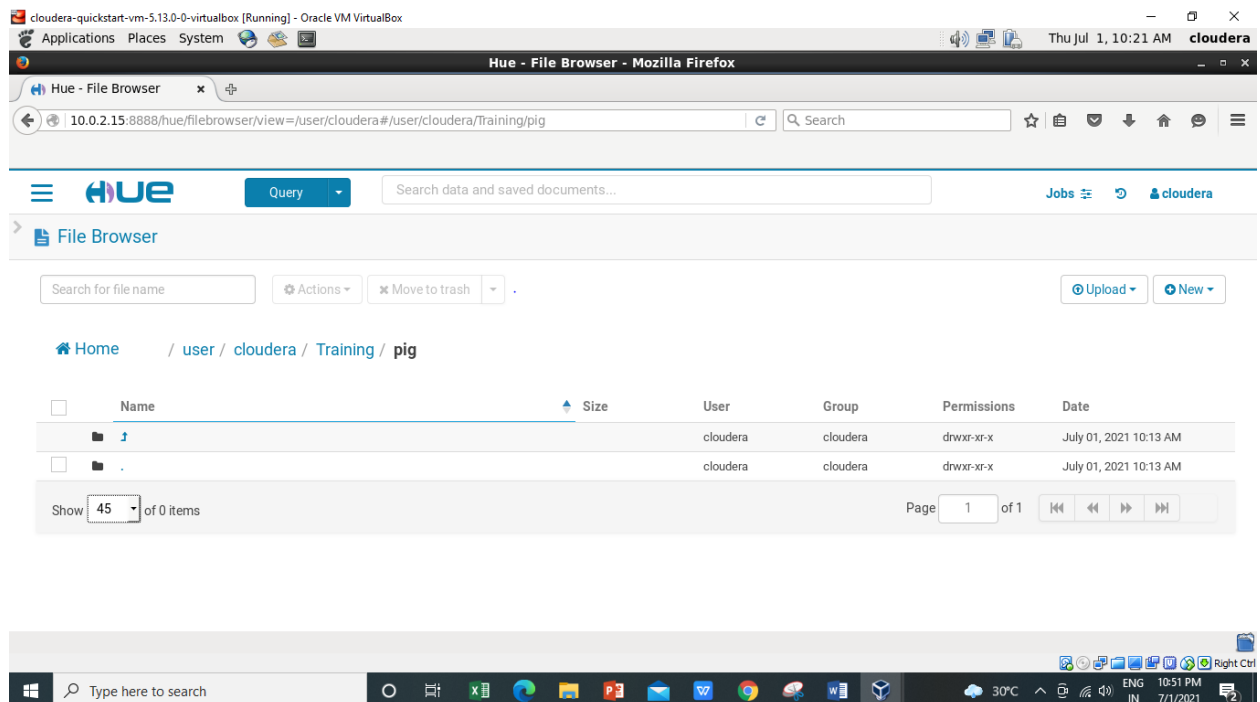 cloudera-quickstart-vm-5.13.0-0-virtualbox [Running] - Oracle VM VirtualBox
Applications Places System Thu Jul 1, 10:21 AM cloudera
Hue - File Browser - Mozilla Firefox
Hue - File Browser
10.0.2.15:8888/hue/filebrowser/view=/user/cloudera#/user/cloudera/Training/pig Search
HUE Query Search data and saved documents... Jobs cloudera
File Browser
Search for file name Actions Move to trash . Upload New
Home / user / cloudera / Training / pig
Name Size User Group Permissions Date
cloudera cloudera drwxr-xr-x July 01, 2021 10:13 AM
. cloudera cloudera drwxr-xr-x July 01, 2021 10:13 AM
Show 45 of 0 items Page 1 of 1
Right Ctrl
Type here to search 30°C ENG 10:51 PM
IN 7/1/2021